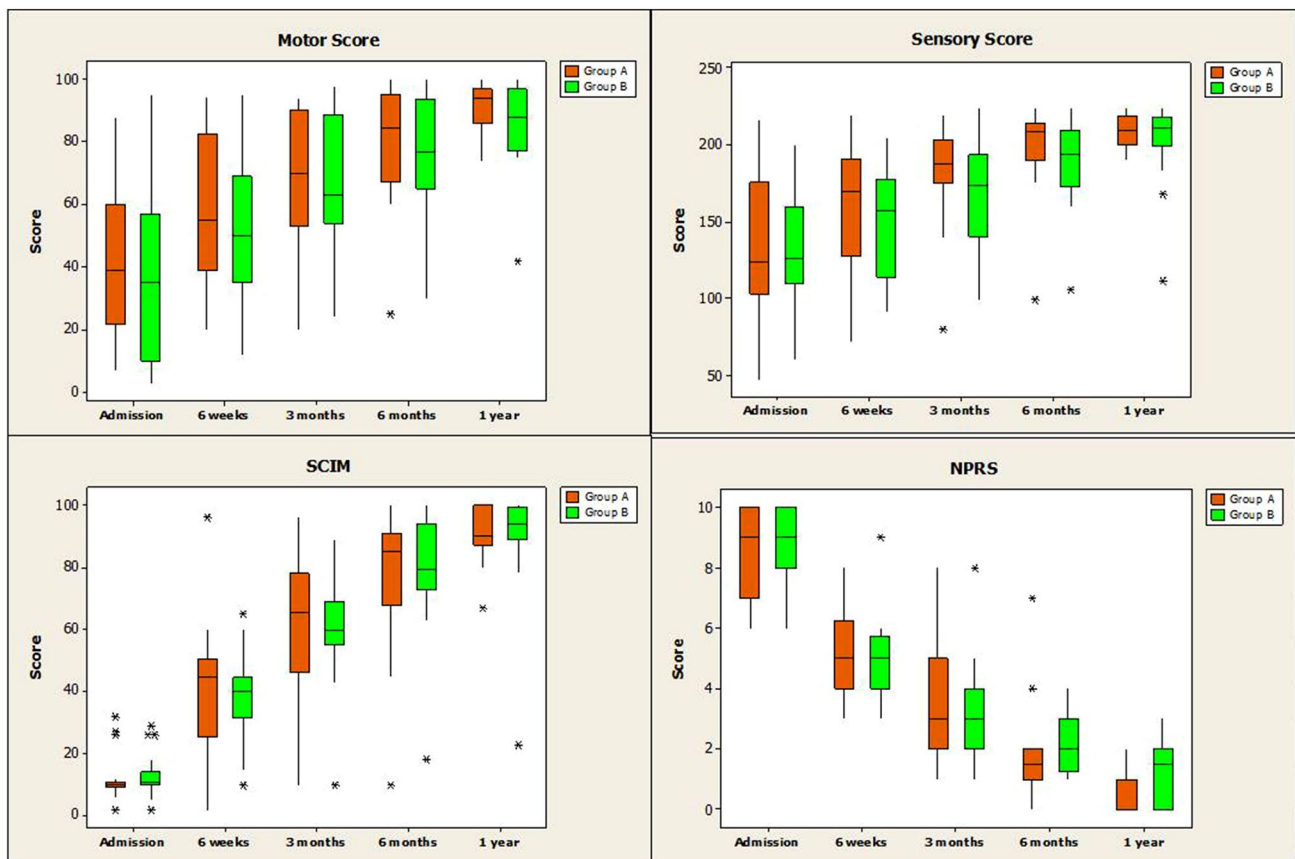 Motor Score
Group A
Group B
Score
100
80
60
40
20
0
Admission 6 weeks 3 months 6 months 1 year
Sensory Score
Group A
Group B
Score
250
200
150
100
50
Admission 6 weeks 3 months 6 months 1 year
SCIM
Group A
Group B
Score
100
80
60
40
20
0
Admission 6 weeks 3 months 6 months 1 year
NPRS
Group A
Group B
Score
10
8
6
4
2
0
Admission 6 weeks 3 months 6 months 1 year